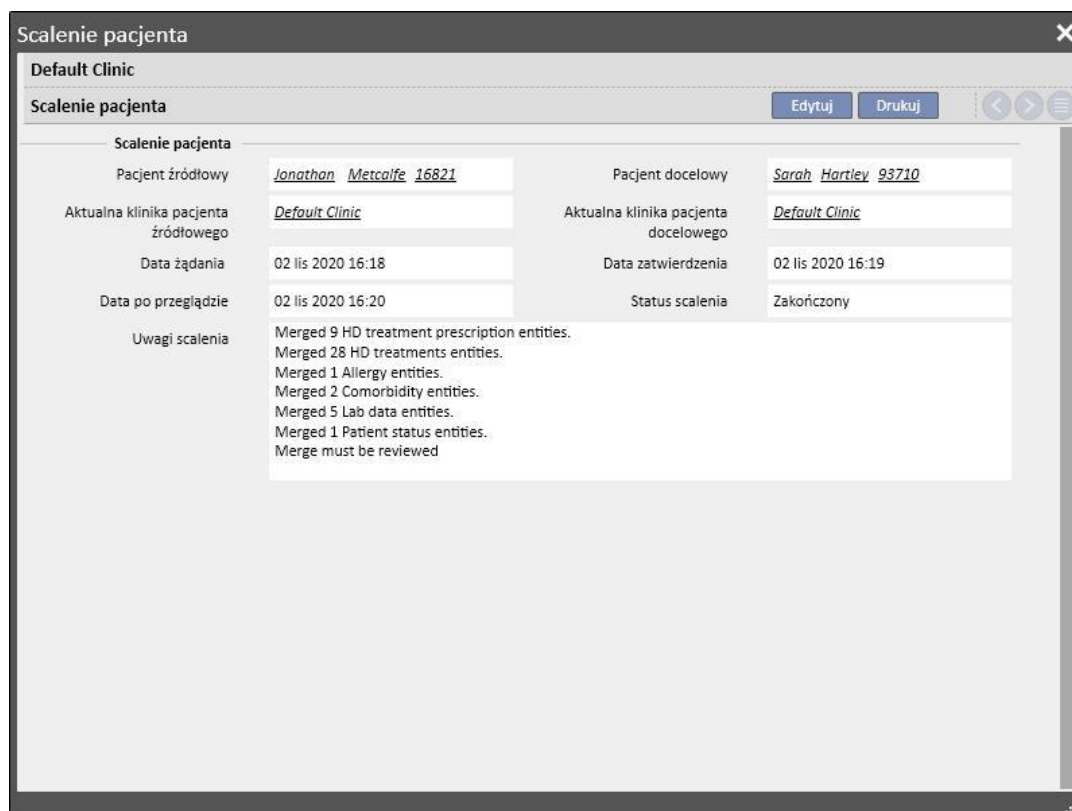 Scalenie pacjenta
Default Clinic
Scalenie pacjenta Edytuj Drukuj
Scalenie pacjenta
Pacjent źródłowy Jonathan Metcalfe 16821 Pacjent docelowy Sarah Hartley 93710
Aktualna klinika pacjenta źródłowego Default Clinic Aktualna klinika pacjenta docelowego Default Clinic
Data żądania 02 lis 2020 16:18 Data zatwierdzenia 02 lis 2020 16:19
Data po przeglądzie 02 lis 2020 16:20 Status scalenia Zakończony
Uwagi scalenia Merged 9 HD treatment prescription entities.
Merged 28 HD treatments entities.
Merged 1 Allergy entities.
Merged 2 Comorbidity entities.
Merged 5 Lab data entities.
Merged 1 Patient status entities.
Merge must be reviewed